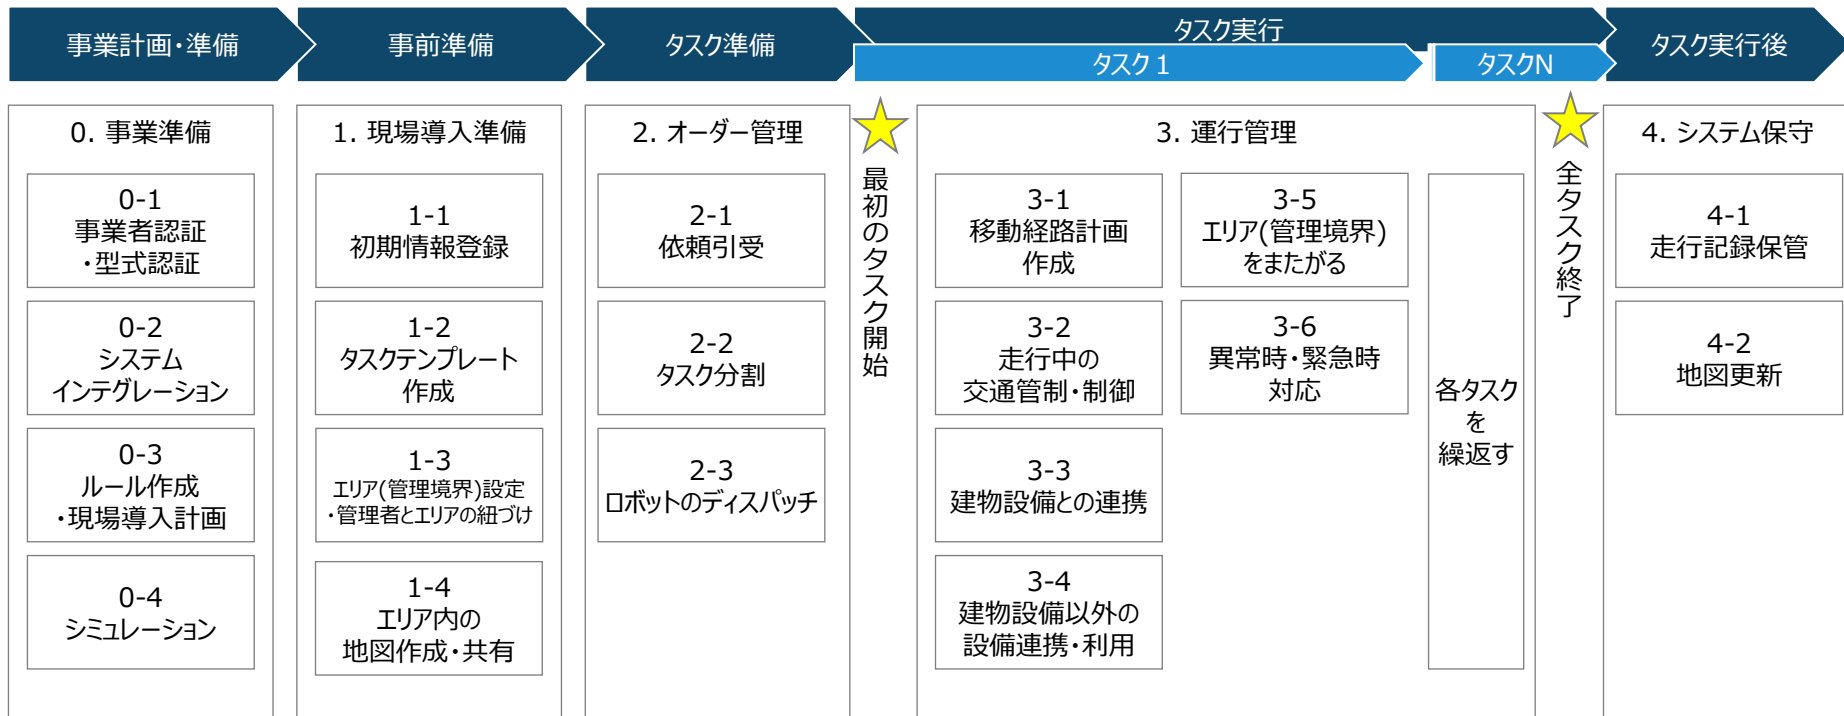 事業計画・準備
事前準備
タスク準備
タスク実行
タスク1
タスクN
タスク実行後
0. 事業準備
0-1
事業者認証
・型式認証
0-2
システム
インテグレーション
0-3
ルール作成
・現場導入計画
0-4
シミュレーション
1. 現場導入準備
1-1
初期情報登録
1-2
タスクテンプレート
作成
1-3
エリア(管理境界)設定
・管理者とエリアの紐づけ
1-4
エリア内の
地図作成・共有
2. オーダー管理
2-1
依頼引受
2-2
タスク分割
2-3
ロボットのディスパッチ
最初のタスク開始
3. 運行管理
3-1
移動経路計画
作成
3-2
走行中の
交通管制・制御
3-3
建物設備との連携
3-4
建物設備以外の
設備連携・利用
3-5
エリア(管理境界)
をまたがる
3-6
異常時・緊急時
対応
各タスク
を
繰返す
全タスク終了
4. システム保守
4-1
走行記録保管
4-2
地図更新